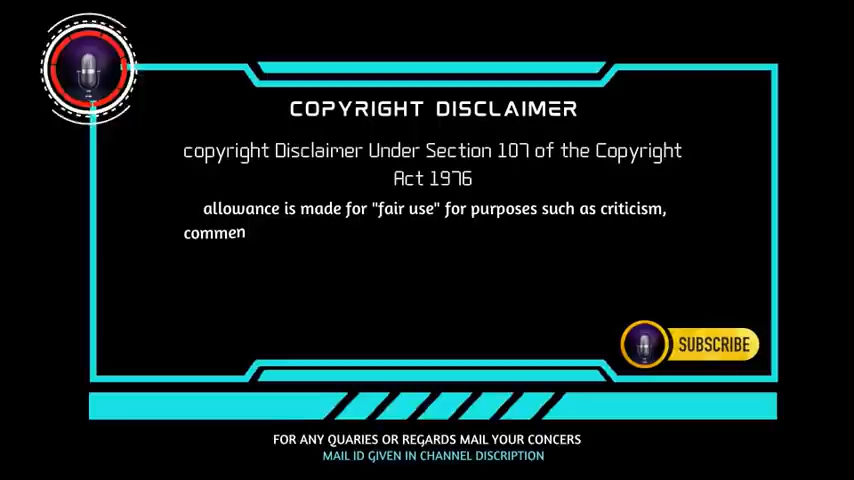 COPYRIGHT DISCLAIMER
copyright Disclaimer Under Section 107 of the Copyright
Act 1976
allowance is made for "fair use" for purposes such as criticism,
commen
SUBSCRIBE
FOR ANY QUARIES OR REGARDS MAIL YOUR CONCERS
MAIL ID GIVEN IN CHANNEL DISCRIPTION